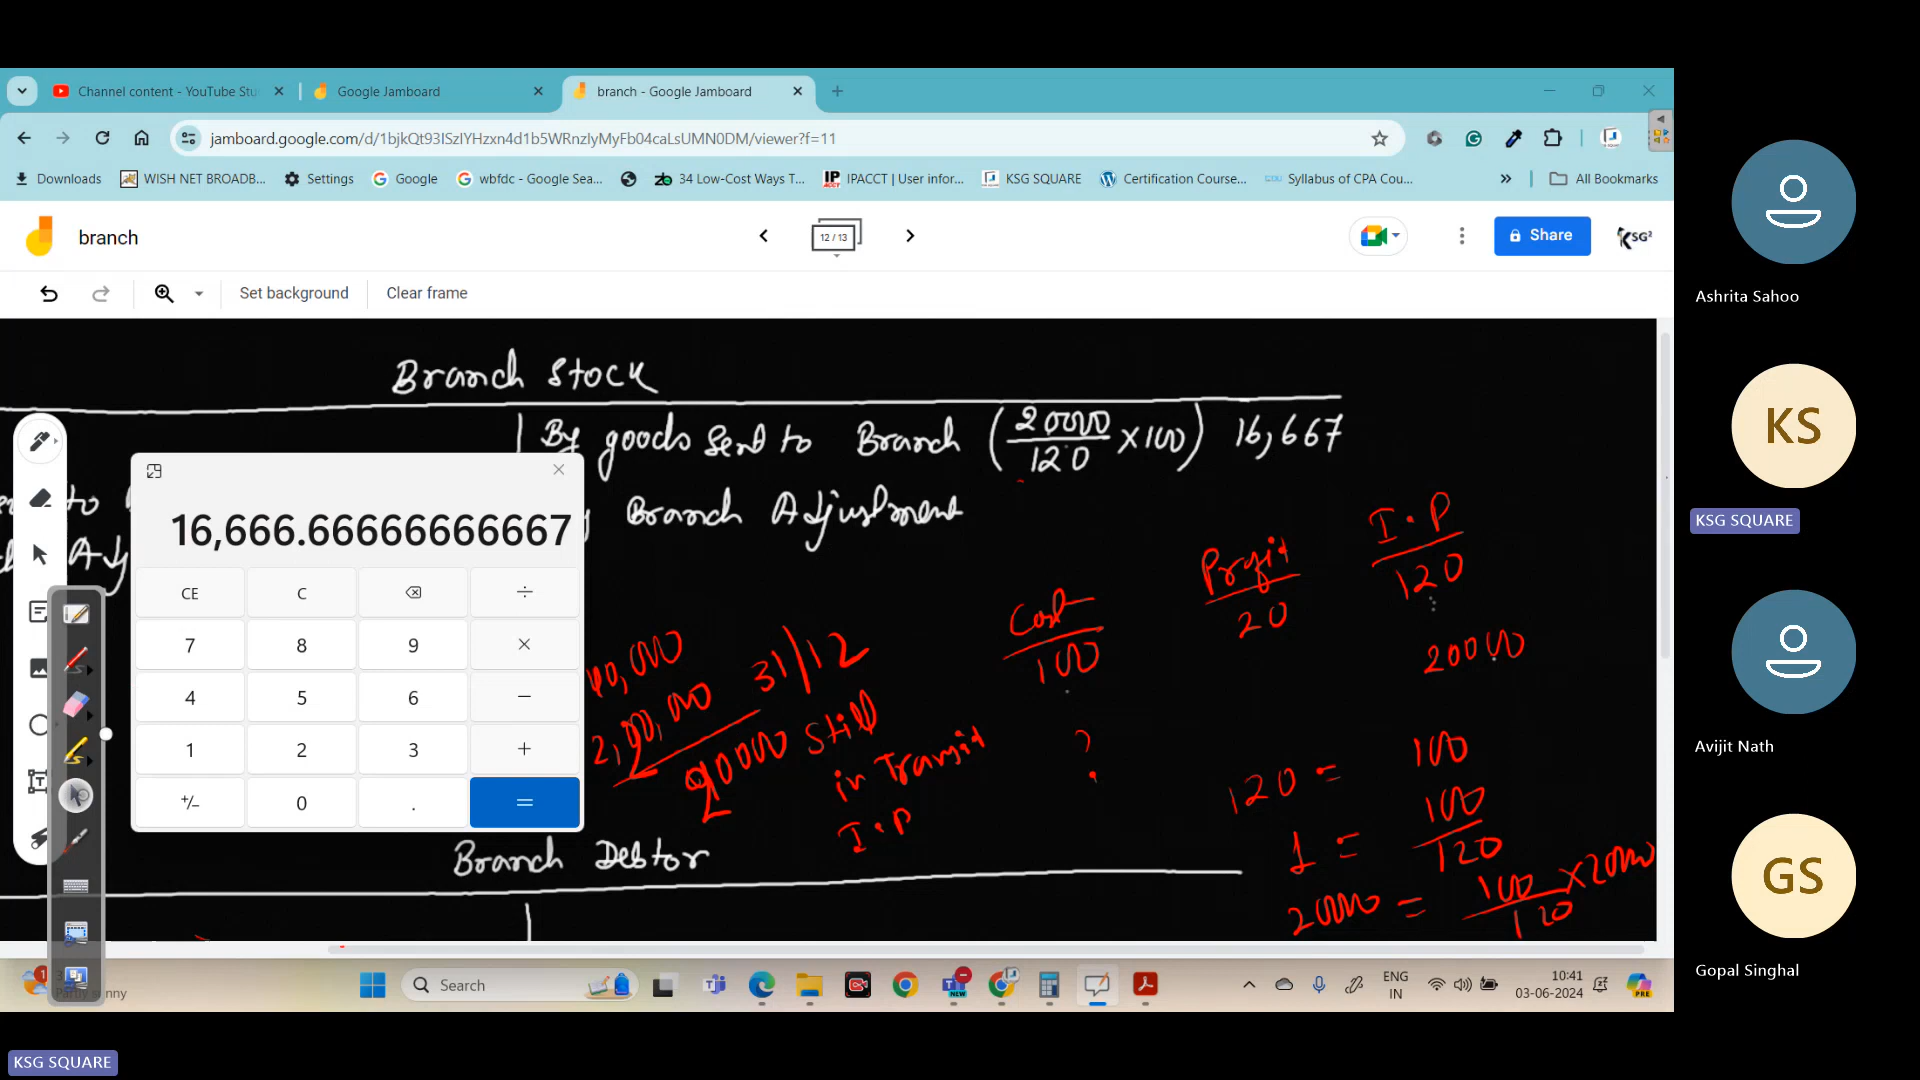 Channel content - YouTube Stu
Google Jamboard
branch - Google Jamboard
jamboard.google.com/d/1bjkQt93ISzIYHzxn4d1b5WRnzIyMyFb04caLsUMN0DM/viewer?f=11
Downloads
WISH NET BROADB...
Settings
Google
wbfdc - Google Sea...
34 Low-Cost Ways T...
IPACCT | User infor...
KSG SQUARE
Certification Course...
Syllabus of CPA Cou...
All Bookmarks
branch
12 / 13
Share
KSG²
Set background
Clear frame
Branch Stock
By goods sent to Branch (20000/120 × 100) 16,667
Branch Adjustment
16,666.66666666667
CE C ÷
7 8 9 ×
4 5 6 −
1 2 3 +
+/− 0 . =
Cost
100
Profit
20
I.P
120
20000
2,00,000
31/12
20000 still
in Transit
I.P
?
120 = 100
1 = 100/120
20000 = 100/120 × 20000
Branch Debtor
Partly sunny
Search
ENG
IN
10:41
03-06-2024
Ashrita Sahoo
KS
KSG SQUARE
Avijit Nath
GS
Gopal Singhal
KSG SQUARE